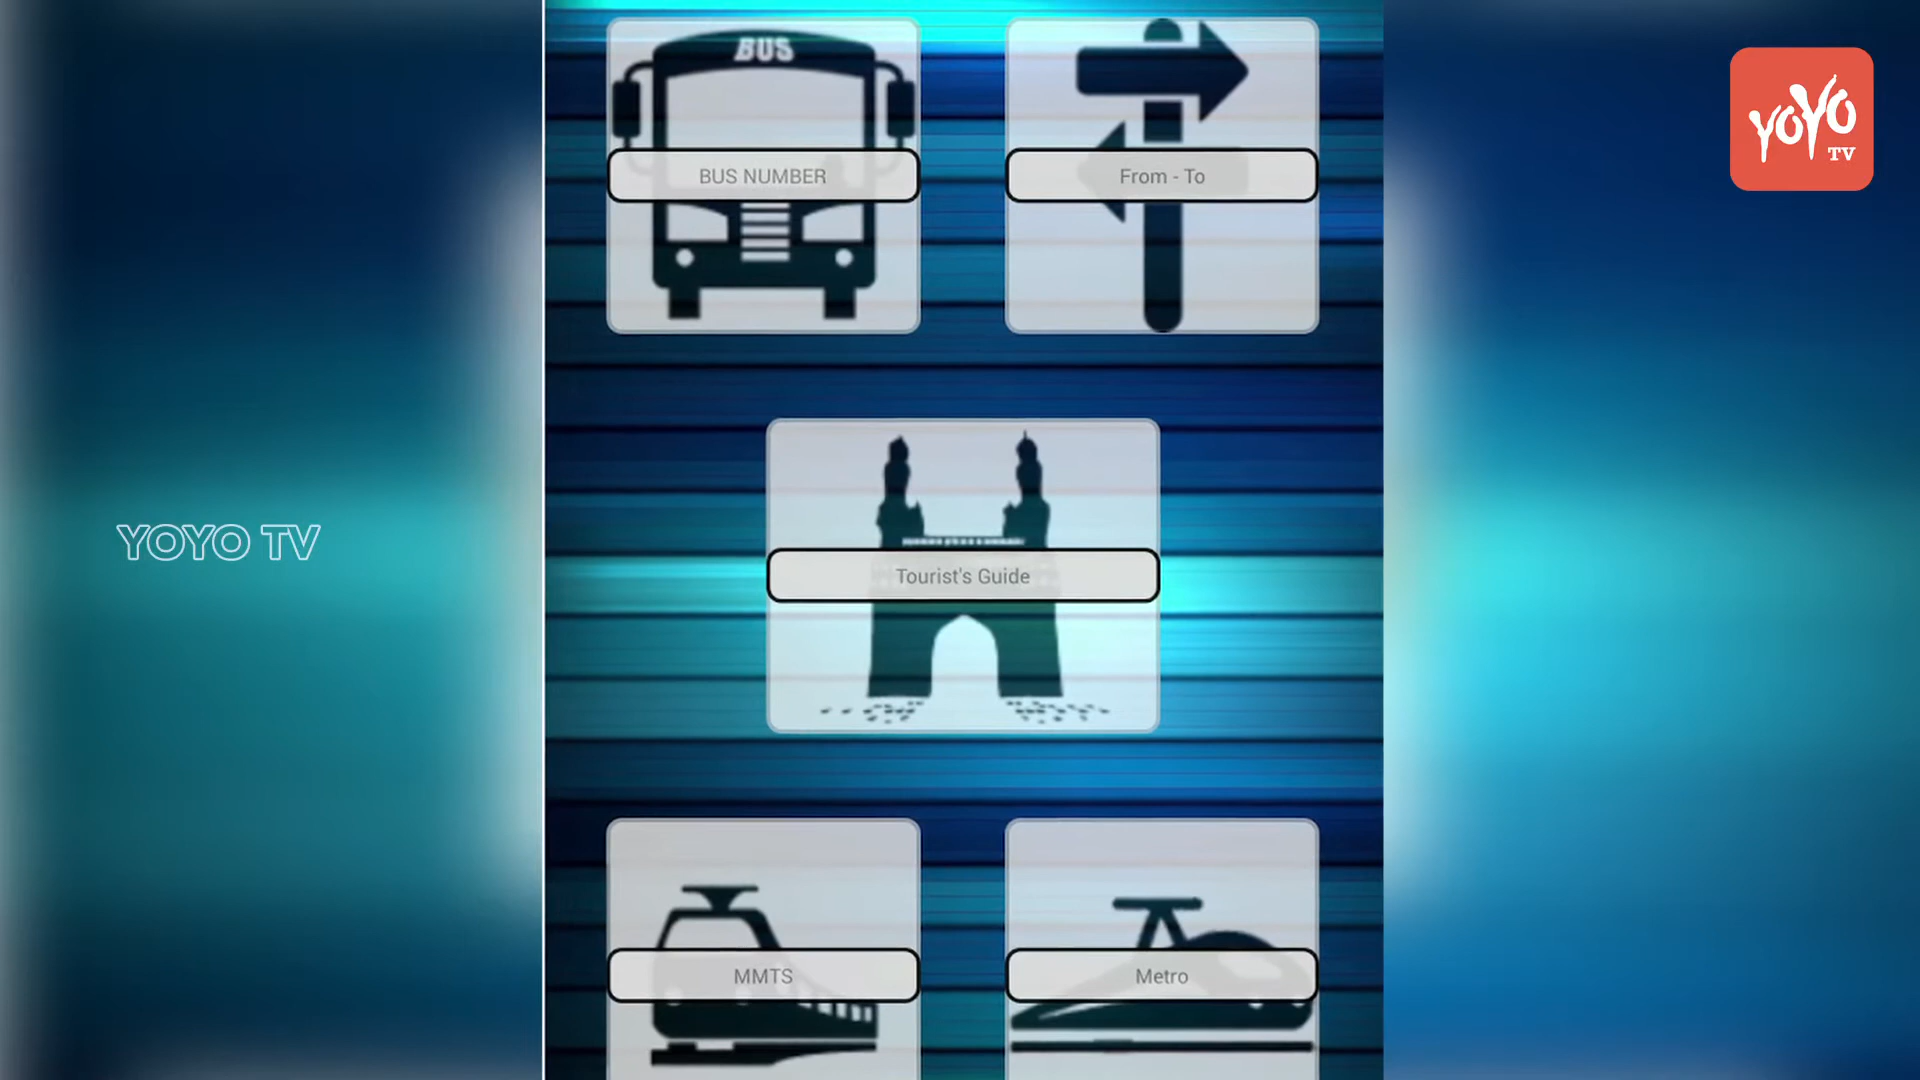 BUS
BUS NUMBER
From - To
YOYO
TV
YOYO TV
Tourist's Guide
MMTS
Metro